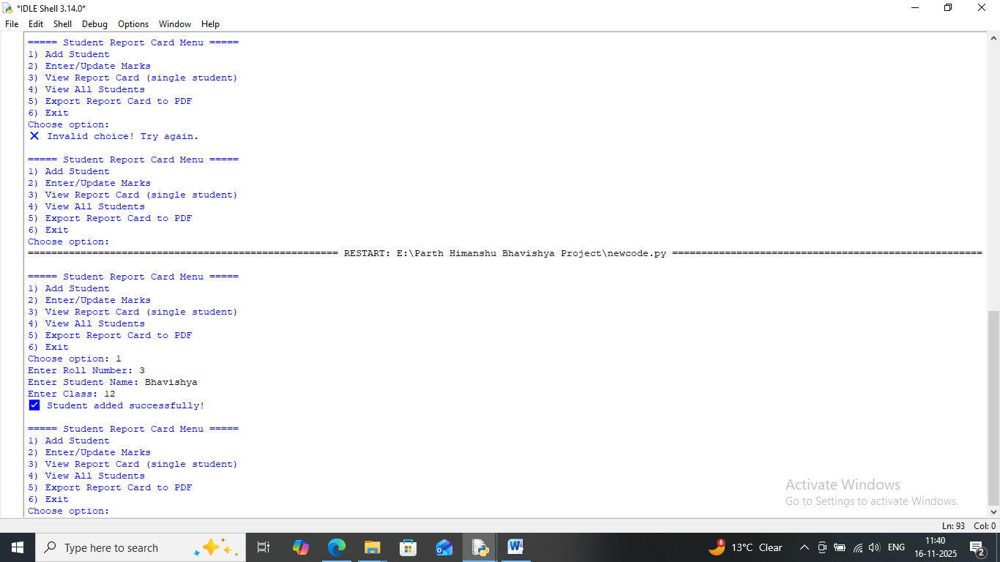 *IDLE Shell 3.14.0*
File Edit Shell Debug Options Window Help
===== Student Report Card Menu =====
1) Add Student
2) Enter/Update Marks
3) View Report Card (single student)
4) View All Students
5) Export Report Card to PDF
6) Exit
Choose option:
❌ Invalid choice! Try again.
===== Student Report Card Menu =====
1) Add Student
2) Enter/Update Marks
3) View Report Card (single student)
4) View All Students
5) Export Report Card to PDF
6) Exit
Choose option:
===================================================== RESTART: E:\Parth Himanshu Bhavishya Project\newcode.py =====================================================
===== Student Report Card Menu =====
1) Add Student
2) Enter/Update Marks
3) View Report Card (single student)
4) View All Students
5) Export Report Card to PDF
6) Exit
Choose option: 1
Enter Roll Number: 3
Enter Student Name: Bhavishya
Enter Class: 12
✅ Student added successfully!
===== Student Report Card Menu =====
1) Add Student
2) Enter/Update Marks
3) View Report Card (single student)
4) View All Students
5) Export Report Card to PDF
6) Exit
Choose option:
Activate Windows
Go to Settings to activate Windows.
Ln: 93 Col: 0
Type here to search
8
13°C Clear
ENG
11:40
16-11-2025
2